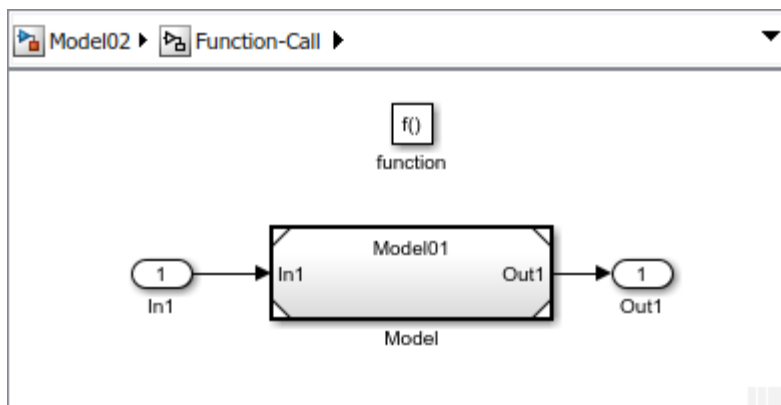 Model02 Function-Call
f()
function
Model01
1 In1 Out1 1
In1 Out1
Model